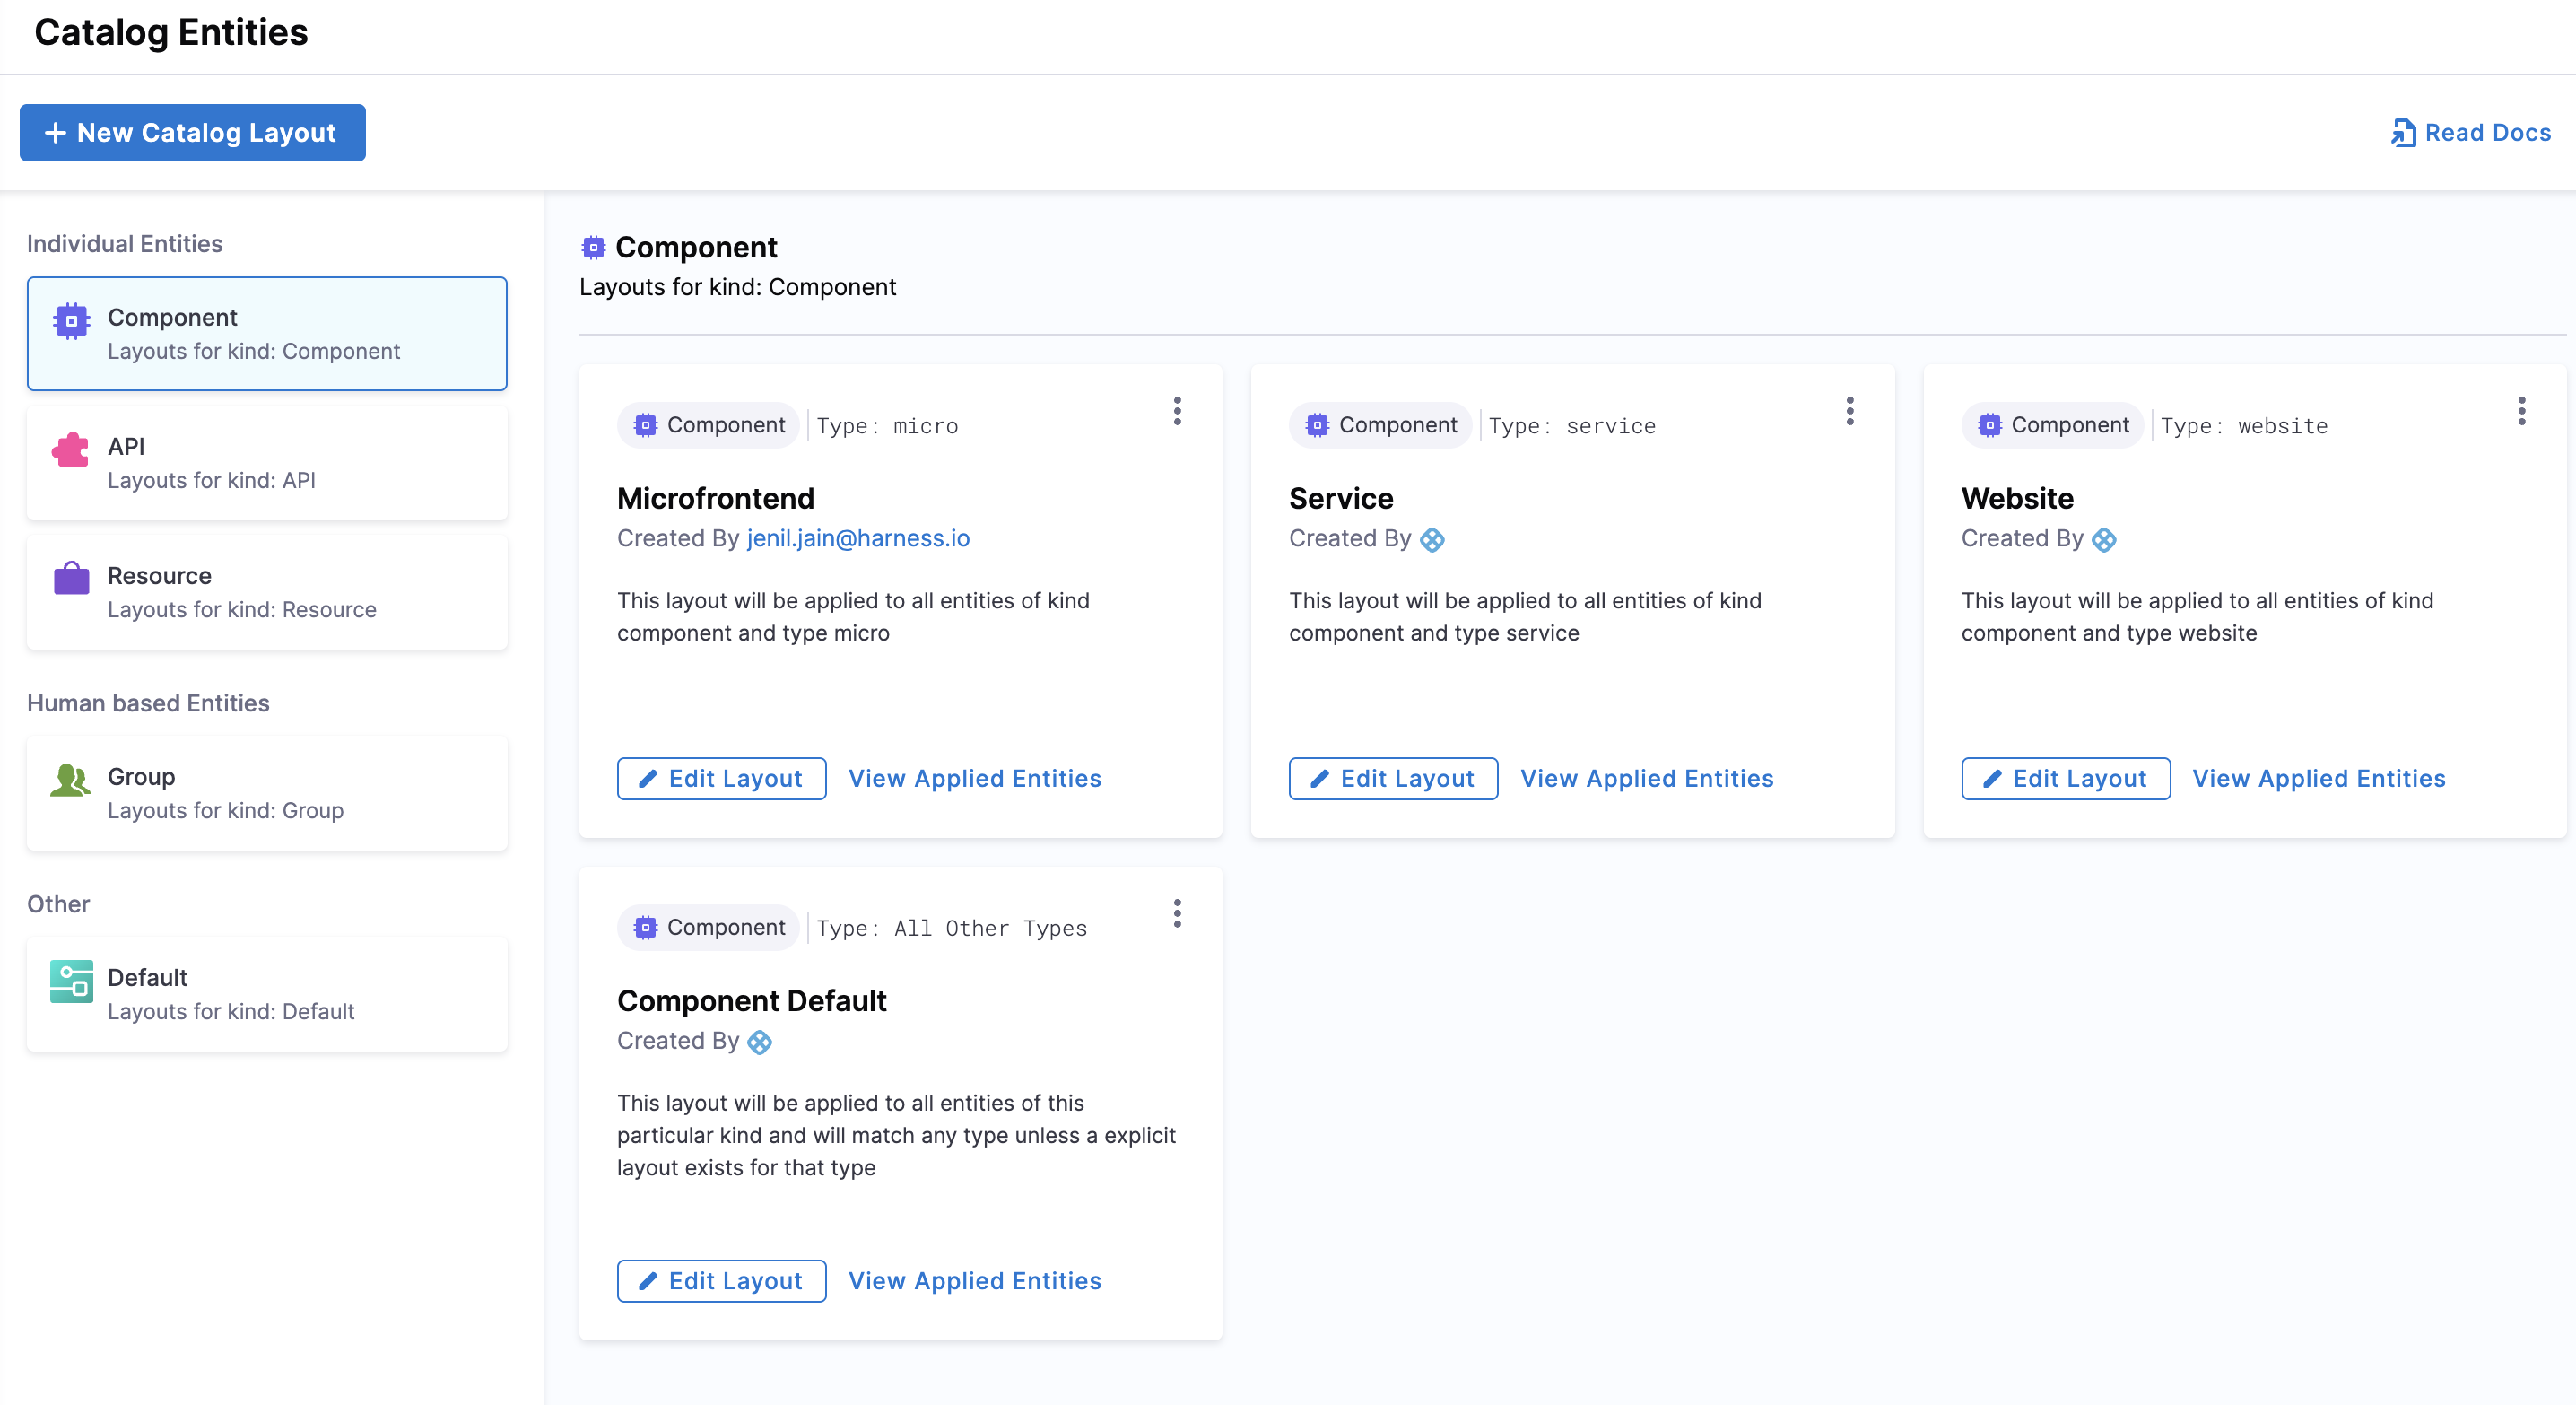 Catalog Entities
+ New Catalog Layout
Read Docs
Individual Entities
Component
Layouts for kind: Component
API
Layouts for kind: API
Resource
Layouts for kind: Resource
Human based Entities
Group
Layouts for kind: Group
Other
Default
Layouts for kind: Default
Component
Layouts for kind: Component
Component | Type: micro
Microfrontend
Created By jenil.jain@harness.io
This layout will be applied to all entities of kind
component and type micro
Edit Layout View Applied Entities
Component | Type: service
Service
Created By
This layout will be applied to all entities of kind
component and type service
Edit Layout View Applied Entities
Component | Type: website
Website
Created By
This layout will be applied to all entities of kind
component and type website
Edit Layout View Applied Entities
Component | Type: All Other Types
Component Default
Created By
This layout will be applied to all entities of this
particular kind and will match any type unless a explicit
layout exists for that type
Edit Layout View Applied Entities